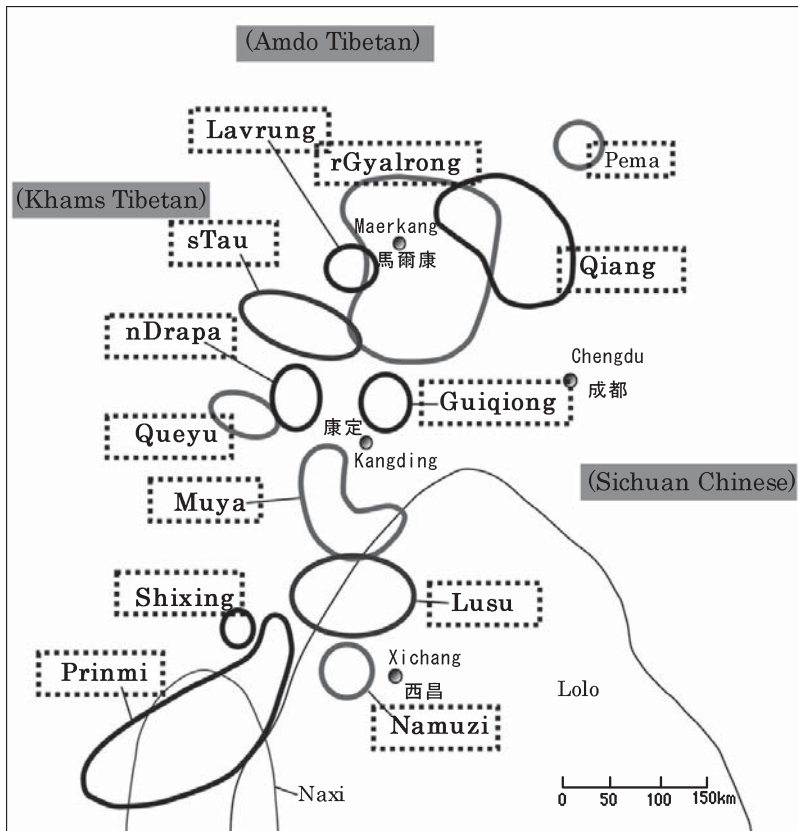 (Amdo Tibetan)
Lavrung
rGyalrong
Pema
(Khams Tibetan)
Maerkang
馬爾康
sTau
Qiang
nDrapa
Chengdu
成都
Guiqiong
Queyu
康定
Kangding
(Sichuan Chinese)
Muya
Shixing
Lusu
Prinmi
Xichang
西昌
Lolo
Namuzi
Naxi
0 50 100 150km